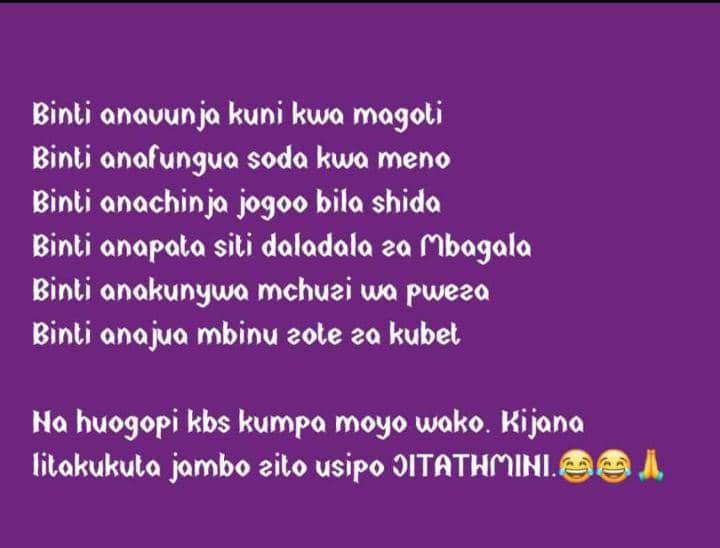 Binti anavunja kuni kwa magoti
Binti anafungua soda kwa meno
Binti anachinja jogoo bila shida
Binti anapata siti daladala za Mbagala
Binti anakunywa mchuzi wa pweza
Binti anajua mbinu zote za kubet
Na huogopi kbs kumpa moyo wako. Kijana
litakukuta jambo zito usipo JITATHMINI.😂😂🙏